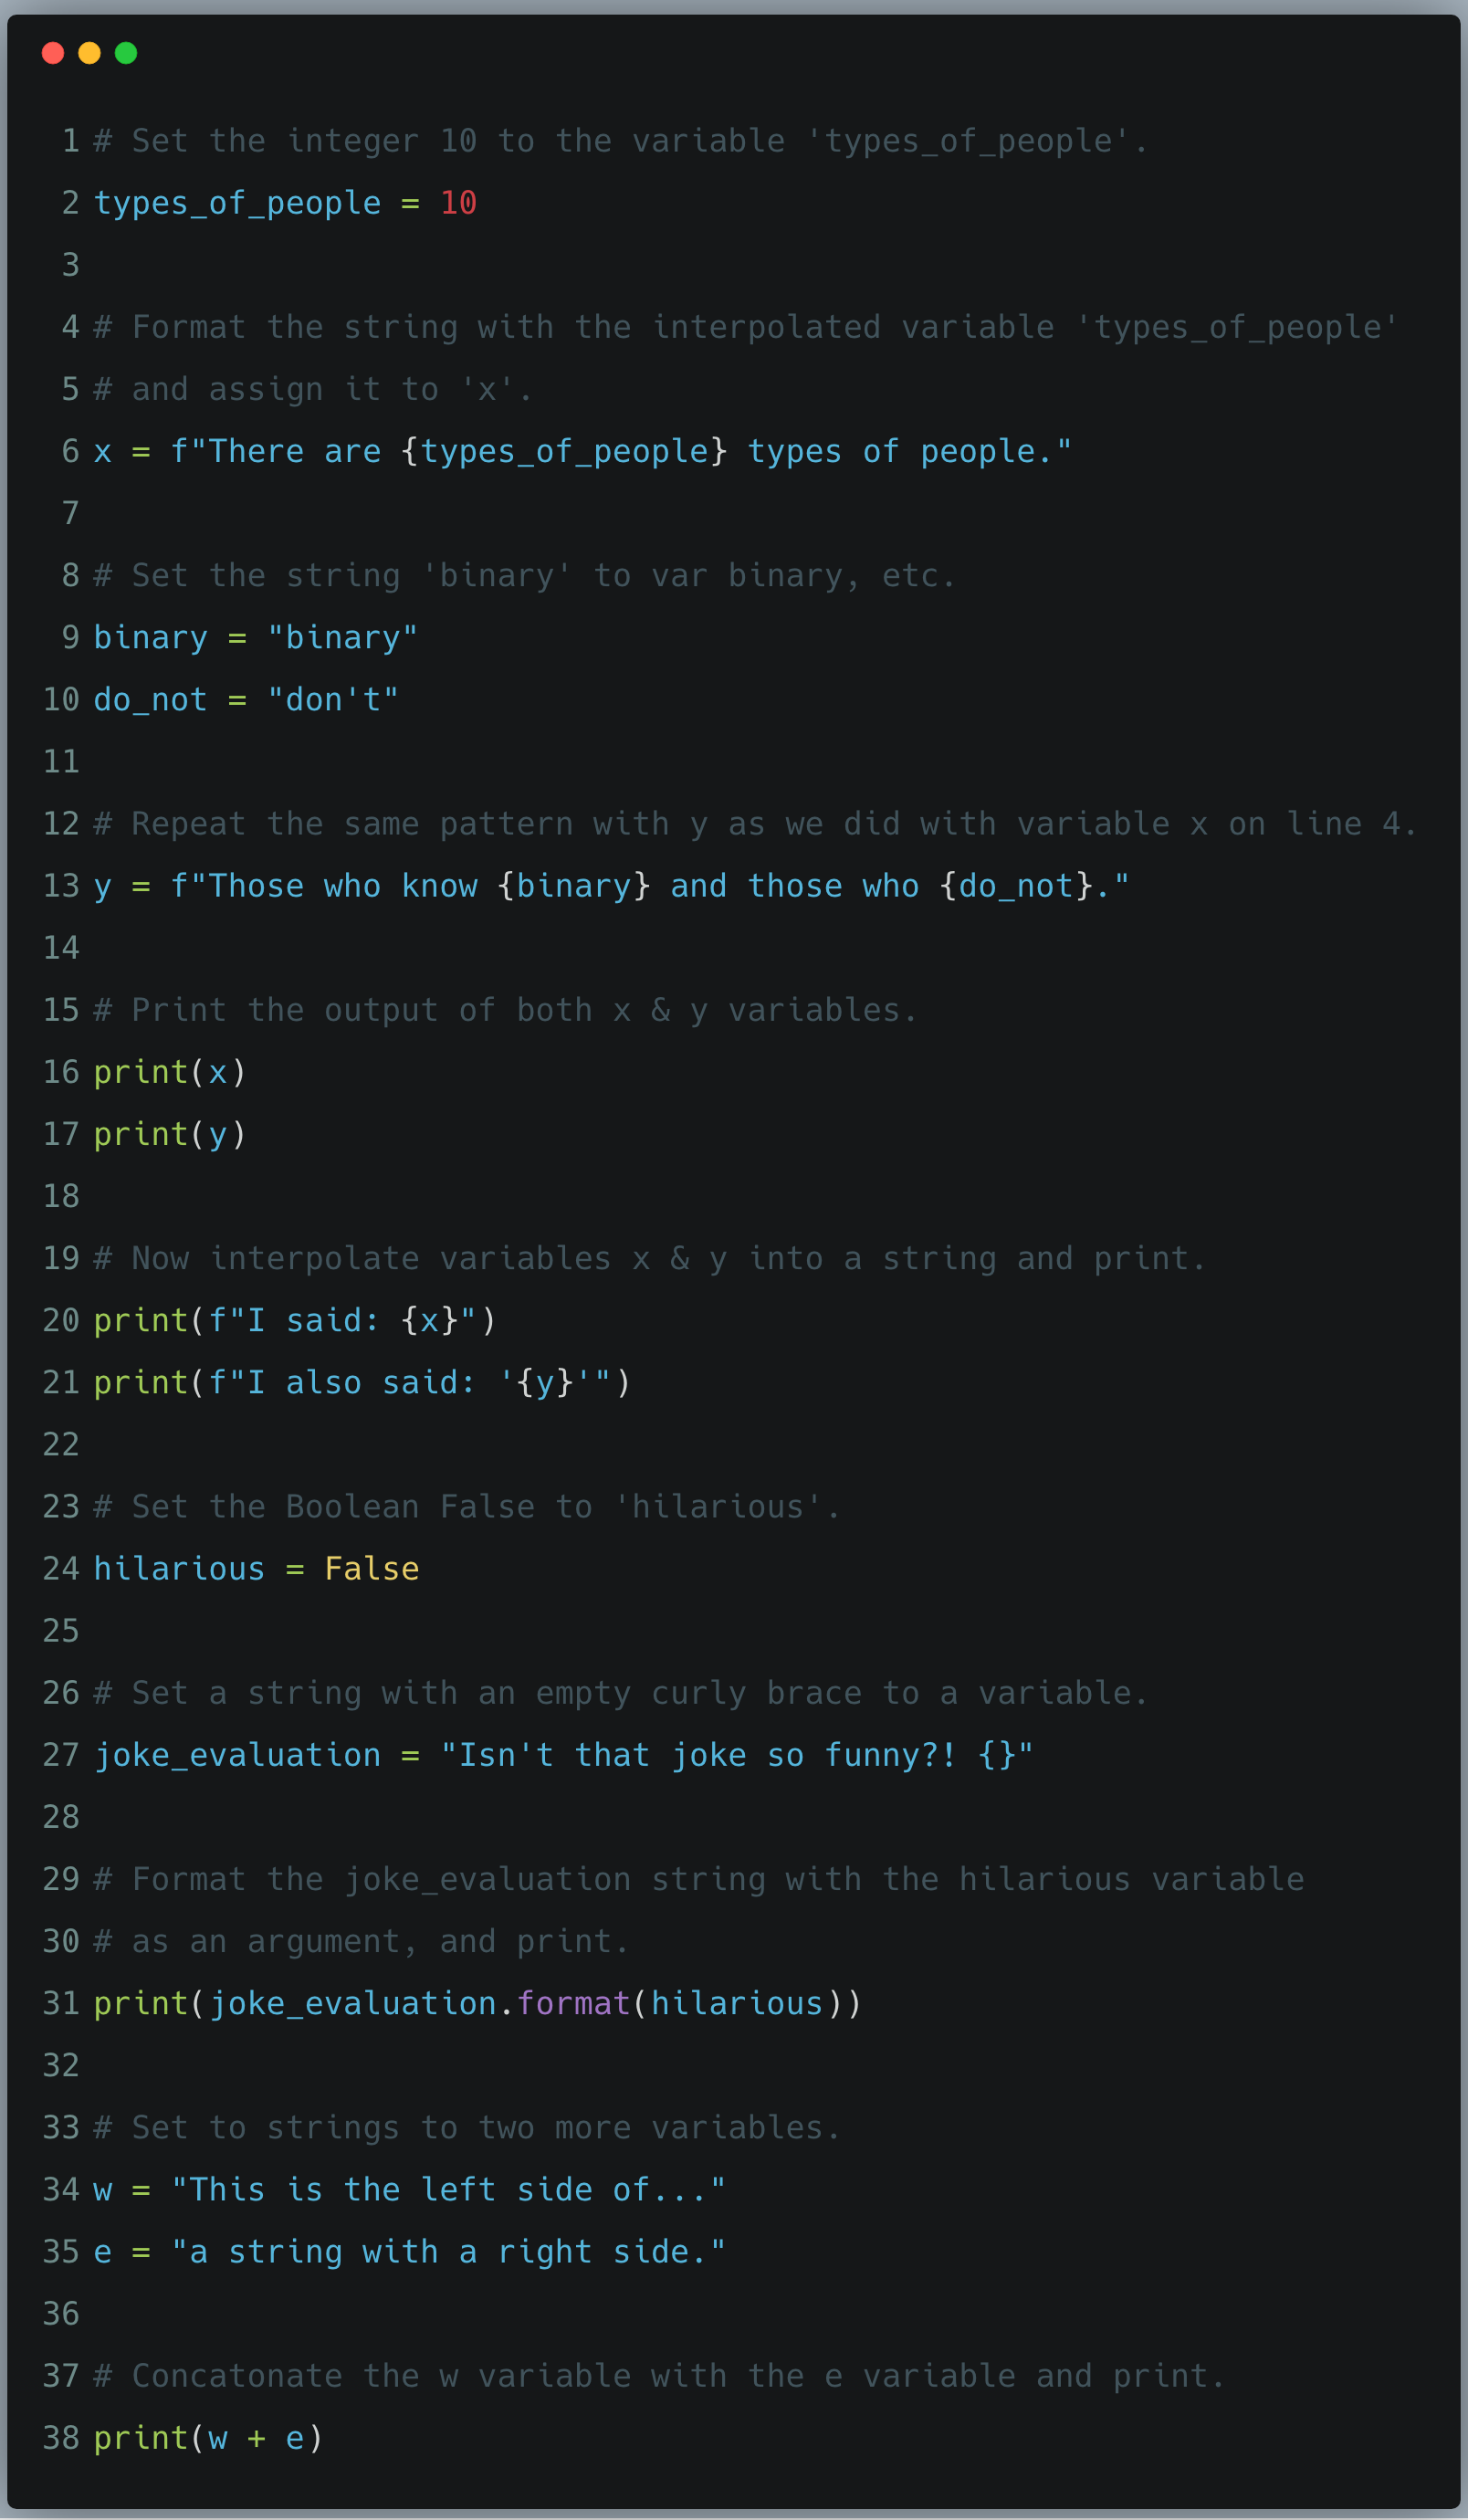 1 # Set the integer 10 to the variable 'types_of_people'.
2 types_of_people = 10
3
4 # Format the string with the interpolated variable 'types_of_people'
5 # and assign it to 'x'.
6 x = f"There are {types_of_people} types of people."
7
8 # Set the string 'binary' to var binary, etc.
9 binary = "binary"
10 do_not = "don't"
11
12 # Repeat the same pattern with y as we did with variable x on line 4.
13 y = f"Those who know {binary} and those who {do_not}."
14
15 # Print the output of both x & y variables.
16 print(x)
17 print(y)
18
19 # Now interpolate variables x & y into a string and print.
20 print(f"I said: {x}")
21 print(f"I also said: '{y}'")
22
23 # Set the Boolean False to 'hilarious'.
24 hilarious = False
25
26 # Set a string with an empty curly brace to a variable.
27 joke_evaluation = "Isn't that joke so funny?! {}"
28
29 # Format the joke_evaluation string with the hilarious variable
30 # as an argument, and print.
31 print(joke_evaluation.format(hilarious))
32
33 # Set to strings to two more variables.
34 w = "This is the left side of..."
35 e = "a string with a right side."
36
37 # Concatonate the w variable with the e variable and print.
38 print(w + e)